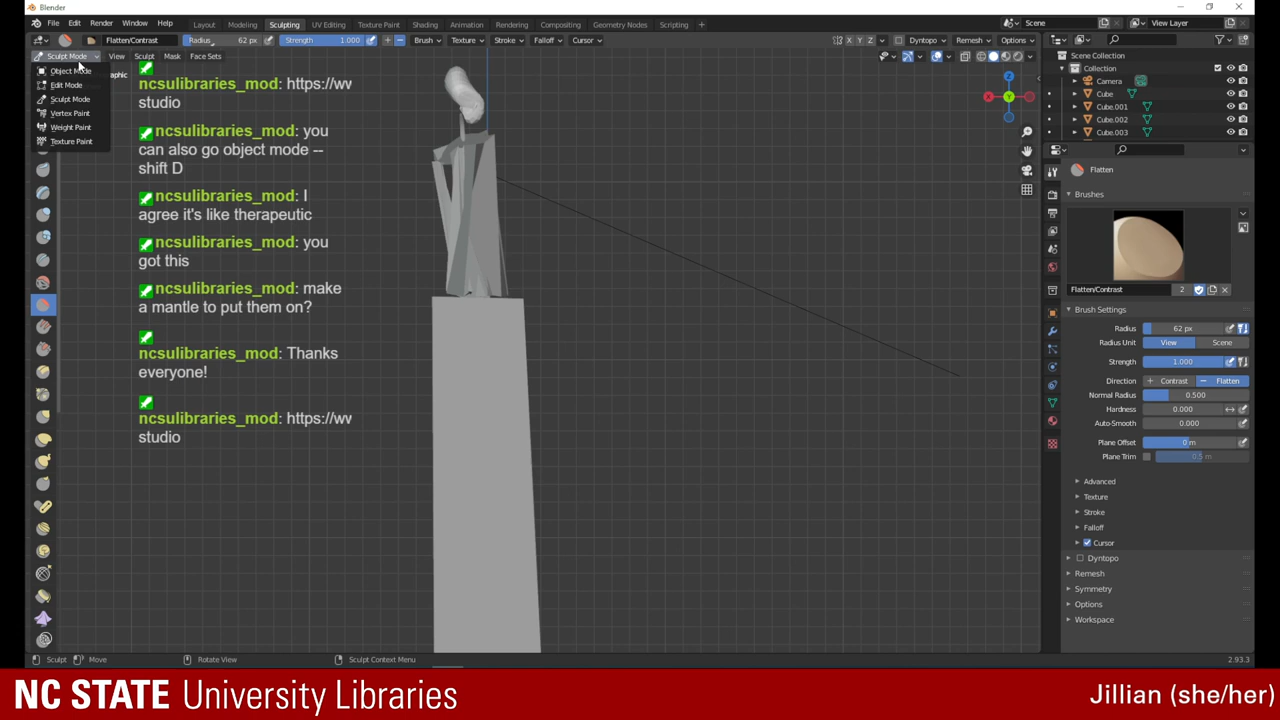 Blender
File Edit Render Window Help
Layout Modeling Sculpting UV Editing Texture Paint Shading Animation Rendering Compositing Geometry Nodes Scripting +
Scene
View Layer
Flatten/Contrast
Radius 62 px
Strength 1.000
Brush Texture Stroke Falloff Cursor
X Y Z
Dyntopo Remesh Options
Sculpt Mode View Sculpt Mask Face Sets
Object Mode
Edit Mode
Sculpt Mode
Vertex Paint
Weight Paint
Texture Paint
raphic
ncsulibraries_mod: https://wv
studio
ncsulibraries_mod: you
can also go object mode --
shift D
ncsulibraries_mod: I
agree it's like therapeutic
ncsulibraries_mod: you
got this
ncsulibraries_mod: make
a mantle to put them on?
ncsulibraries_mod: Thanks
everyone!
ncsulibraries_mod: https://wv
studio
Scene Collection
Collection
Camera
Cube
Cube.001
Cube.002
Cube.003
Flatten
Brushes
Flatten/Contrast 2
Brush Settings
Radius 62 px
Radius Unit View Scene
Strength 1.000
Direction + Contrast − Flatten
Normal Radius 0.500
Hardness 0.000
Auto-Smooth 0.000
Plane Offset 0 m
Plane Trim 0.5 m
Advanced
Texture
Stroke
Falloff
Cursor
Dyntopo
Remesh
Symmetry
Options
Workspace
Sculpt Move Rotate View Sculpt Context Menu 2.93.3
NC STATE University Libraries
Jillian (she/her)